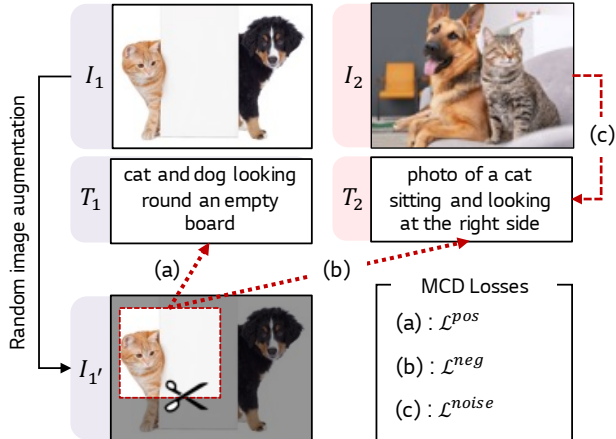 Random image augmentation
I₁
I₂
(c)
T₁
cat and dog looking
round an empty
board
T₂
photo of a cat
sitting and looking
at the right side
(a)
(b)
I₁′
MCD Losses
(a) : ℒᵖᵒˢ
(b) : ℒⁿᵉᵍ
(c) : ℒⁿᵒⁱˢᵉ